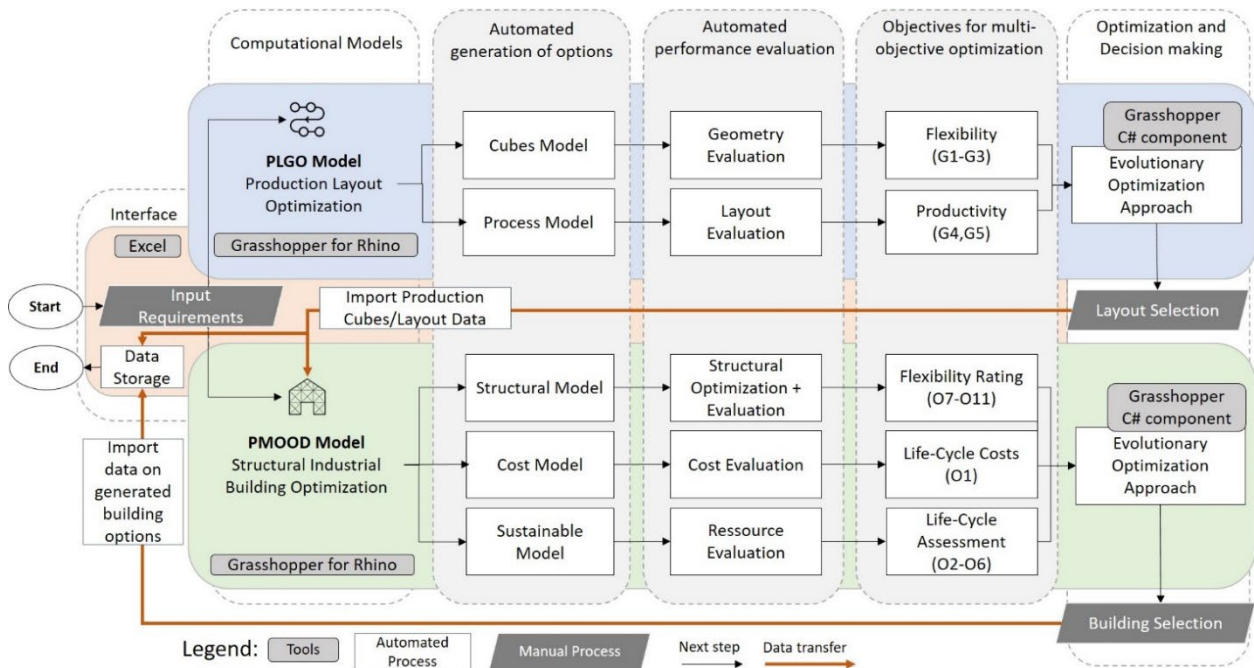 Computational Models
Automated
generation of options
Automated
performance evaluation
Objectives for multi-
objective optimization
Optimization and
Decision making
PLGO Model
Production Layout
Optimization
Grasshopper for Rhino
Cubes Model
Geometry
Evaluation
Flexibility
(G1-G3)
Process Model
Layout
Evaluation
Productivity
(G4,G5)
Grasshopper
C# component
Evolutionary
Optimization
Approach
Interface
Excel
Start
Input
Requirements
Import Production
Cubes/Layout Data
Layout Selection
End
Data
Storage
Import
data on
generated
building
options
PMOOD Model
Structural Industrial
Building Optimization
Grasshopper for Rhino
Structural Model
Structural
Optimization +
Evaluation
Flexibility Rating
(O7-O11)
Cost Model
Cost Evaluation
Life-Cycle Costs
(O1)
Sustainable
Model
Ressource
Evaluation
Life-Cycle
Assessment
(O2-O6)
Grasshopper
C# component
Evolutionary
Optimization
Approach
Building Selection
Legend:
Tools
Automated
Process
Manual Process
Next step
Data transfer